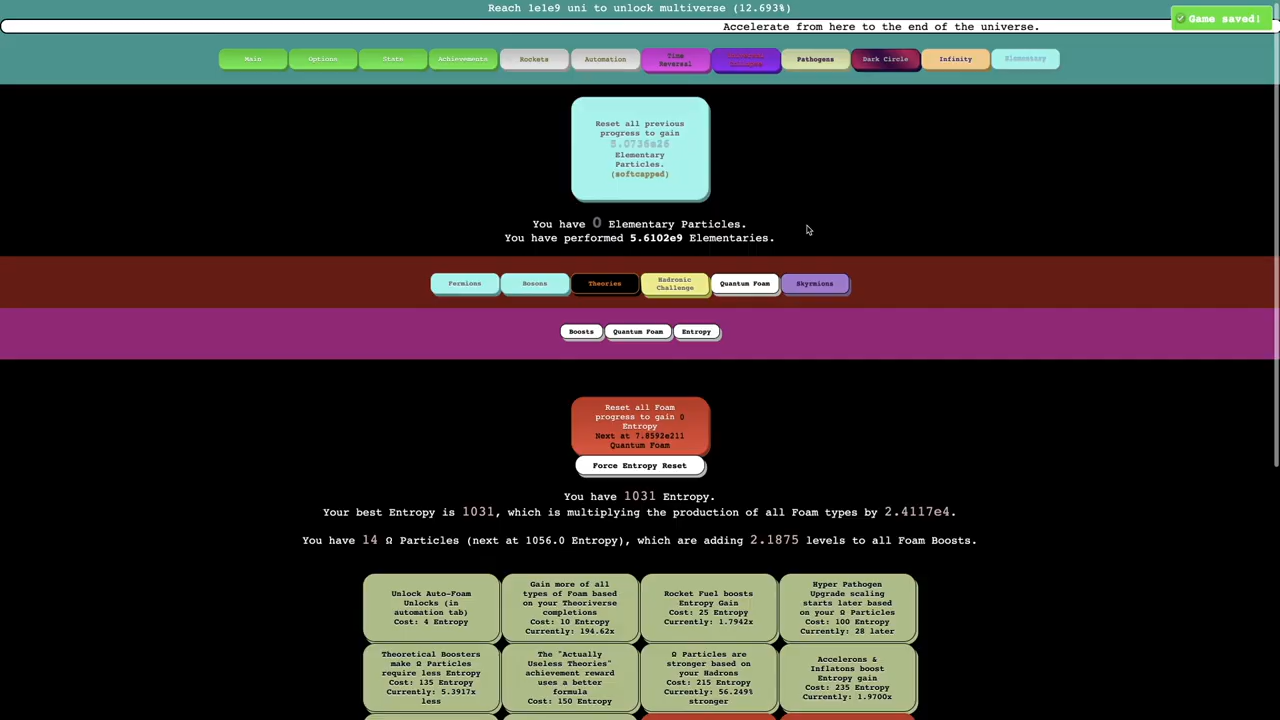 Reach 1e1e9 uni to unlock multiverse (12.693%)
Game saved!
Accelerate from here to the end of the universe.
Main
Options
Stats
Achievements
Rockets
Automation
Time
Reversal
Pathogens
Dark Circle
Infinity
Elementary
Reset all previous
progress to gain
5.0736e26
Elementary
Particles.
(softcapped)
You have 0 Elementary Particles.
You have performed 5.6102e9 Elementaries.
Fermions
Bosons
Theories
Hadronic
Challenge
Quantum Foam
Skyrmions
Boosts
Quantum Foam
Entropy
Reset all Foam
progress to gain 0
Entropy
Next at 7.8592e211
Quantum Foam
Force Entropy Reset
You have 1031 Entropy.
Your best Entropy is 1031, which is multiplying the production of all Foam types by 2.4117e4.
You have 14 Ω Particles (next at 1056.0 Entropy), which are adding 2.1875 levels to all Foam Boosts.
Unlock Auto-Foam
Unlocks (in
automation tab)
Cost: 4 Entropy
Gain more of all
types of Foam based
on your Theoriverse
completions
Cost: 10 Entropy
Currently: 194.62x
Rocket Fuel boosts
Entropy Gain
Cost: 25 Entropy
Currently: 1.7942x
Hyper Pathogen
Upgrade scaling
starts later based
on your Ω Particles
Cost: 100 Entropy
Currently: 28 later
Theoretical Boosters
make Ω Particles
require less Entropy
Cost: 135 Entropy
Currently: 5.3917x
less
The "Actually
Useless Theories"
achievement reward
uses a better
formula
Cost: 150 Entropy
Ω Particles are
stronger based on
your Hadrons
Cost: 215 Entropy
Currently: 56.249%
stronger
Accelerons &
Inflatons boost
Entropy gain
Cost: 235 Entropy
Currently: 1.9700x